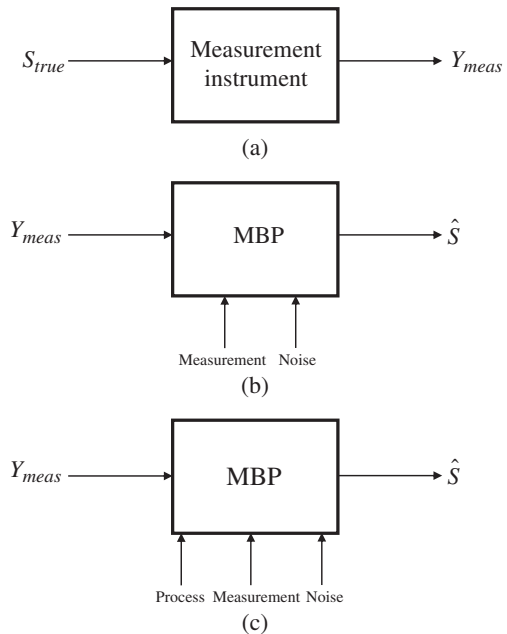 S_true Measurement instrument Y_meas
(a)
Y_meas MBP Ŝ
Measurement Noise
(b)
Y_meas MBP Ŝ
Process Measurement Noise
(c)